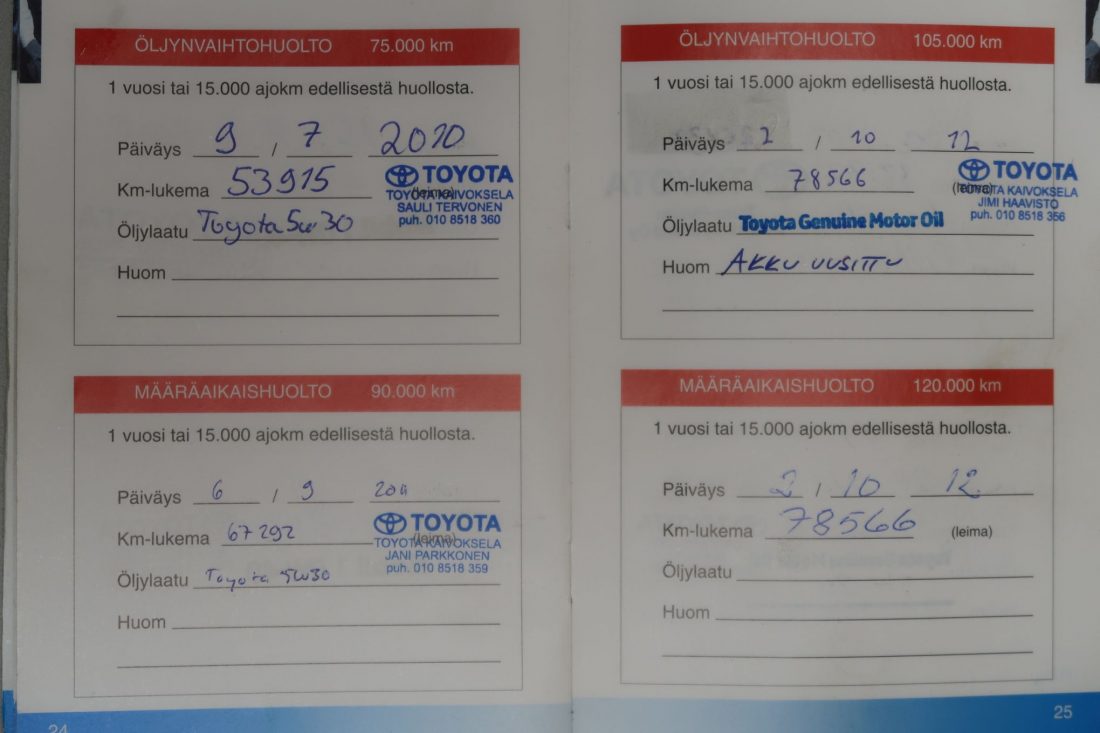 ÖLJYNVAIHTOHUOLTO 75.000 km
1 vuosi tai 15.000 ajokm edellisestä huollosta.
Päiväys 9 / 7 2010
Km-lukema 53915 (leima)
TOYOTA
TOYOTA KAIVOKSELA
SAULI TERVONEN
puh. 010 8518 360
Öljylaatu Toyota 5w30
Huom
MÄÄRÄAIKAISHUOLTO 90.000 km
1 vuosi tai 15.000 ajokm edellisestä huollosta.
Päiväys 6 / 9 2011
Km-lukema 67292 (leima)
TOYOTA
TOYOTA KAIVOKSELA
JANI PARKKONEN
puh. 010 8518 359
Öljylaatu Toyota 5w30
Huom
24
ÖLJYNVAIHTOHUOLTO 105.000 km
1 vuosi tai 15.000 ajokm edellisestä huollosta.
Päiväys 2 / 10 12
Km-lukema 78566 (leima)
TOYOTA
TOYOTA KAIVOKSELA
JIMI HAAVISTO
puh. 010 8518 356
Öljylaatu Toyota Genuine Motor Oil
Huom AKKU UUSITTU
MÄÄRÄAIKAISHUOLTO 120.000 km
1 vuosi tai 15.000 ajokm edellisestä huollosta.
Päiväys 2 / 10 12.
Km-lukema 78566 (leima)
Öljylaatu
Huom
25